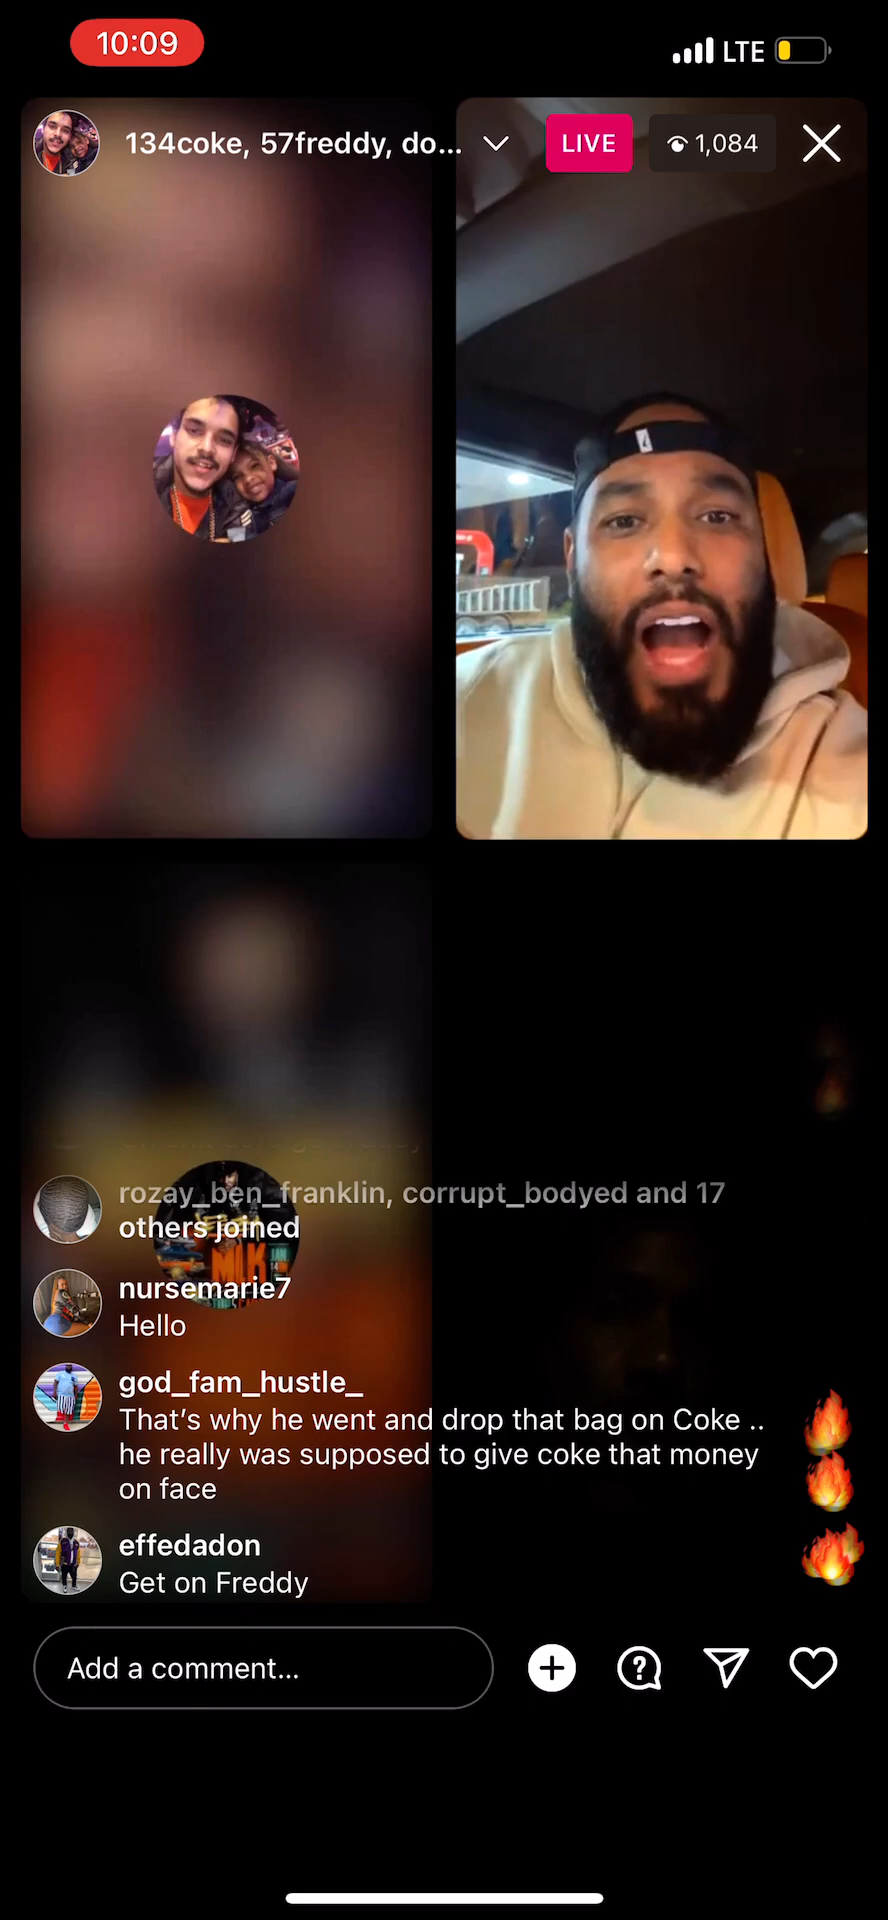 10:09
LTE
134coke, 57freddy, do...
LIVE
1,084
rozay_ben_franklin, corrupt_bodyed and 17
others joined
nursemarie7
Hello
god_fam_hustle_
That’s why he went and drop that bag on Coke ..
he really was supposed to give coke that money
on face
effedadon
Get on Freddy
Add a comment...